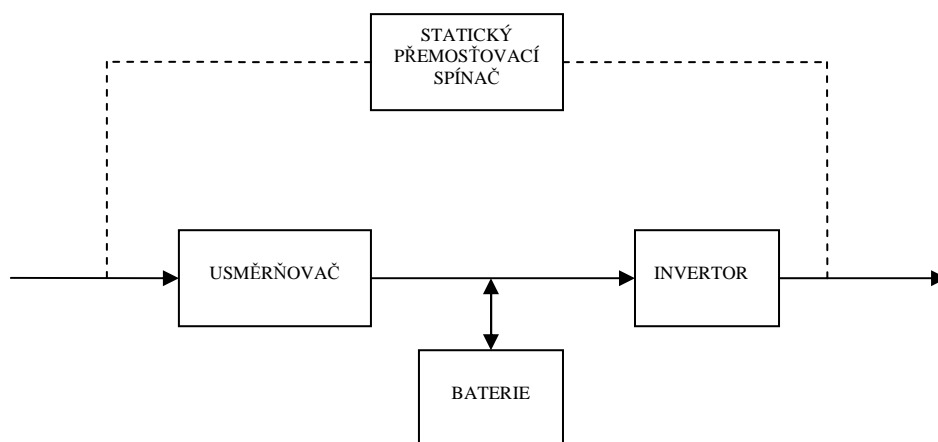 STATICKÝ
PŘEMOSŤOVACÍ
SPÍNAČ
USMĚRŇOVAČ
INVERTOR
BATERIE